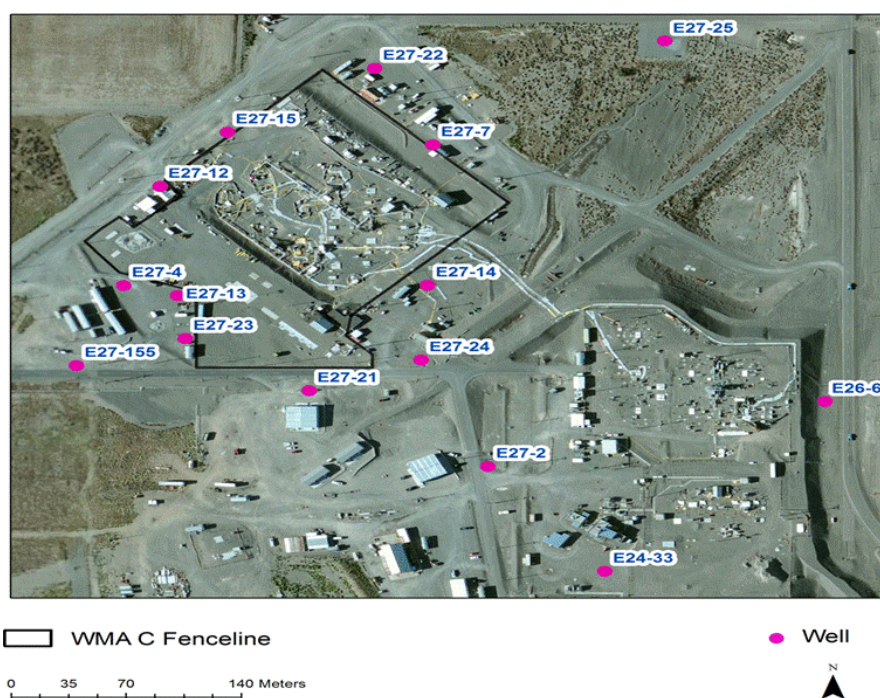 E27-25
E27-22
E27-15
E27-7
E27-12
E27-4
E27-14
E27-13
E27-23
E27-24
E27-155
E27-21
E26-6
E27-2
E24-33
WMA C Fenceline
Well
0 35 70 140 Meters
N